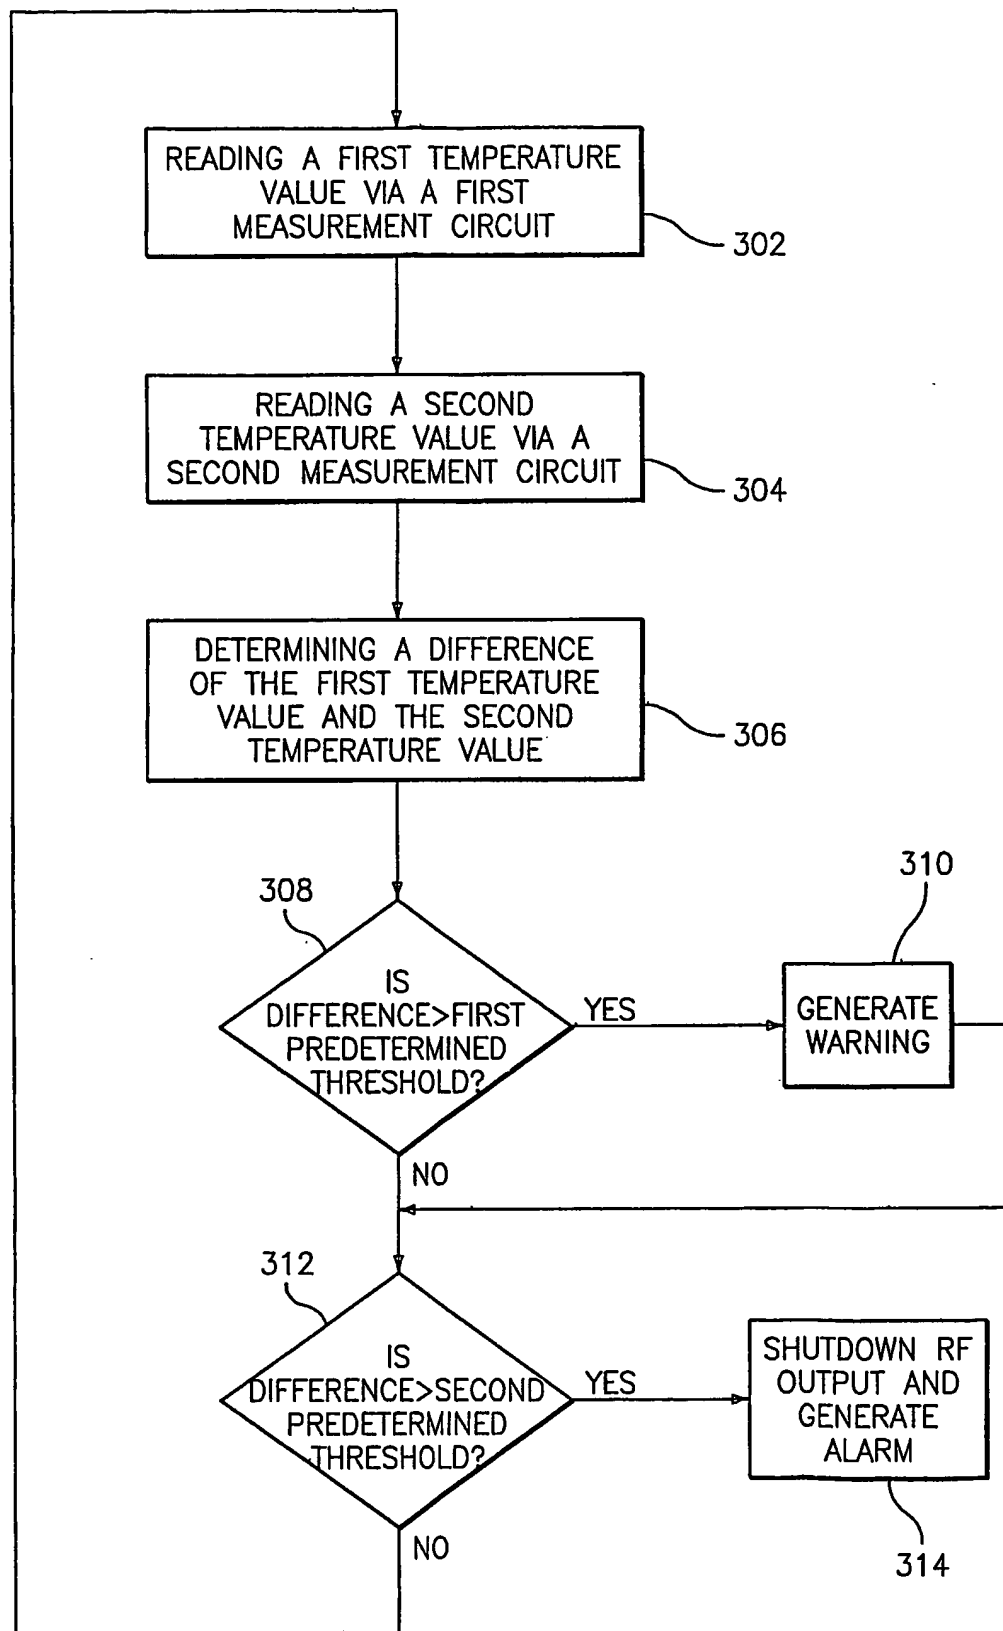 READING A FIRST TEMPERATURE
VALUE VIA A FIRST
MEASUREMENT CIRCUIT
302
READING A SECOND
TEMPERATURE VALUE VIA A
SECOND MEASUREMENT CIRCUIT
304
DETERMINING A DIFFERENCE
OF THE FIRST TEMPERATURE
VALUE AND THE SECOND
TEMPERATURE VALUE
306
308
IS
DIFFERENCE>FIRST
PREDETERMINED
THRESHOLD?
YES
310
GENERATE
WARNING
NO
312
IS
DIFFERENCE>SECOND
PREDETERMINED
THRESHOLD?
YES
SHUTDOWN RF
OUTPUT AND
GENERATE
ALARM
314
NO